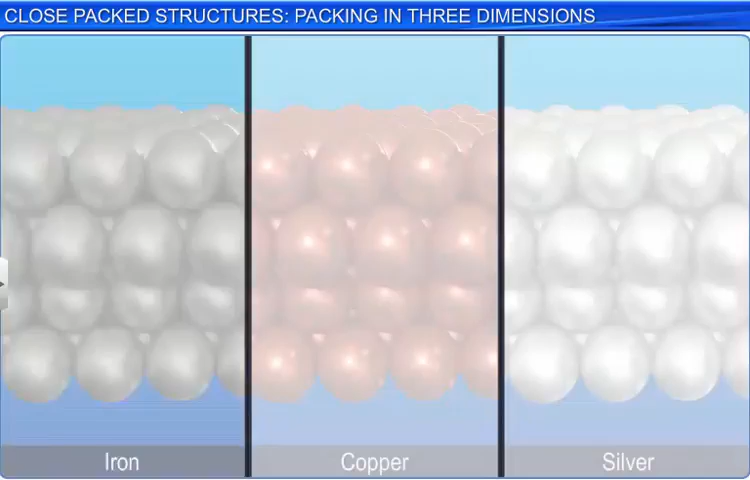 CLOSE PACKED STRUCTURES: PACKING IN THREE DIMENSIONS
Iron
Copper
Silver